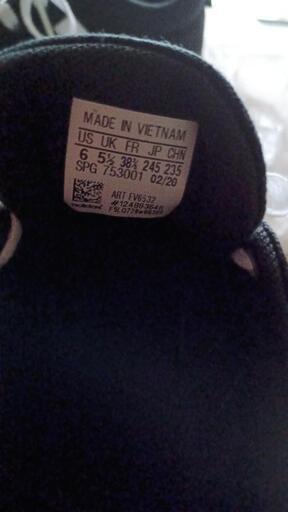 MADE IN VIETNAM
US UK FR JP CHN
6 5½ 38⅔ 245 235
SPG 753001 02/20
ART FV6532